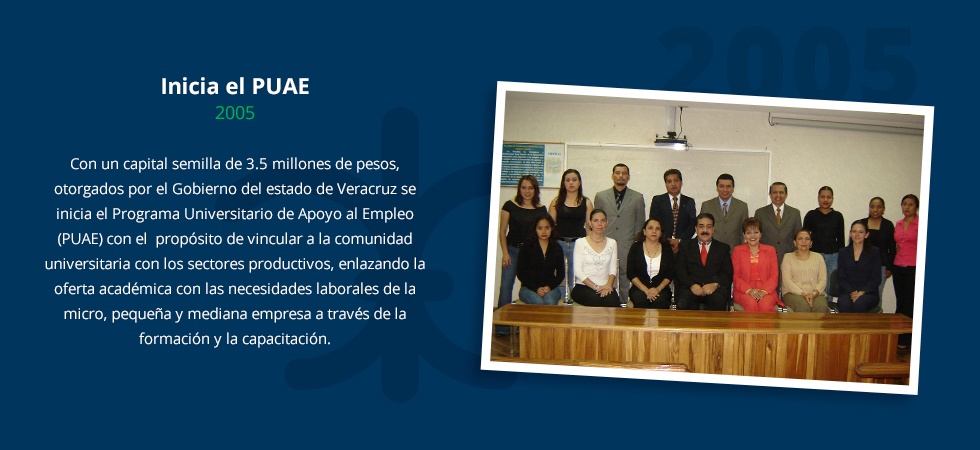 2005
Inicia el PUAE
2005
Con un capital semilla de 3.5 millones de pesos,
otorgados por el Gobierno del estado de Veracruz se
inicia el Programa Universitario de Apoyo al Empleo
(PUAE) con el  propósito de vincular a la comunidad
universitaria con los sectores productivos, enlazando la
oferta académica con las necesidades laborales de la
micro, pequeña y mediana empresa a través de la
formación y la capacitación.